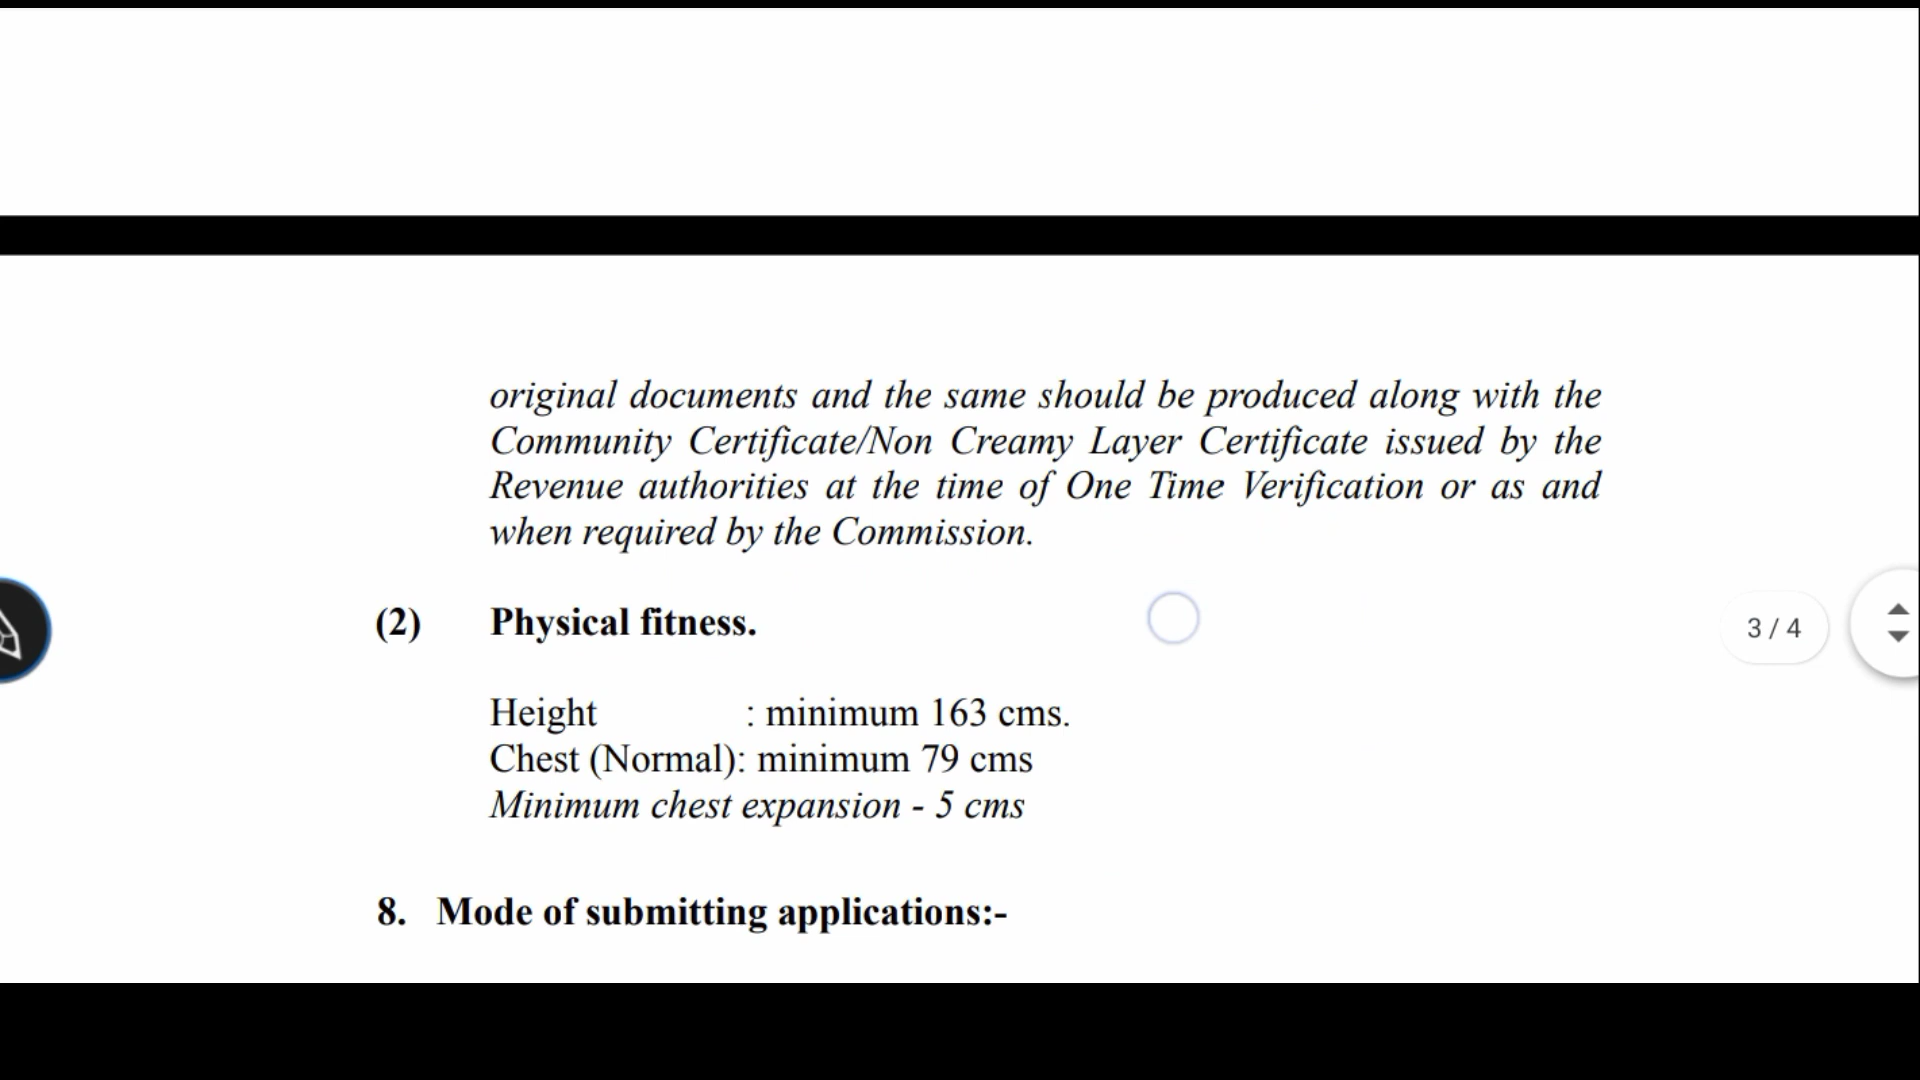 original documents and the same should be produced along with the
Community Certificate/Non Creamy Layer Certificate issued by the
Revenue authorities at the time of One Time Verification or as and
when required by the Commission.
(2) Physical fitness.
3 / 4
Height : minimum 163 cms.
Chest (Normal): minimum 79 cms
Minimum chest expansion - 5 cms
8. Mode of submitting applications:-